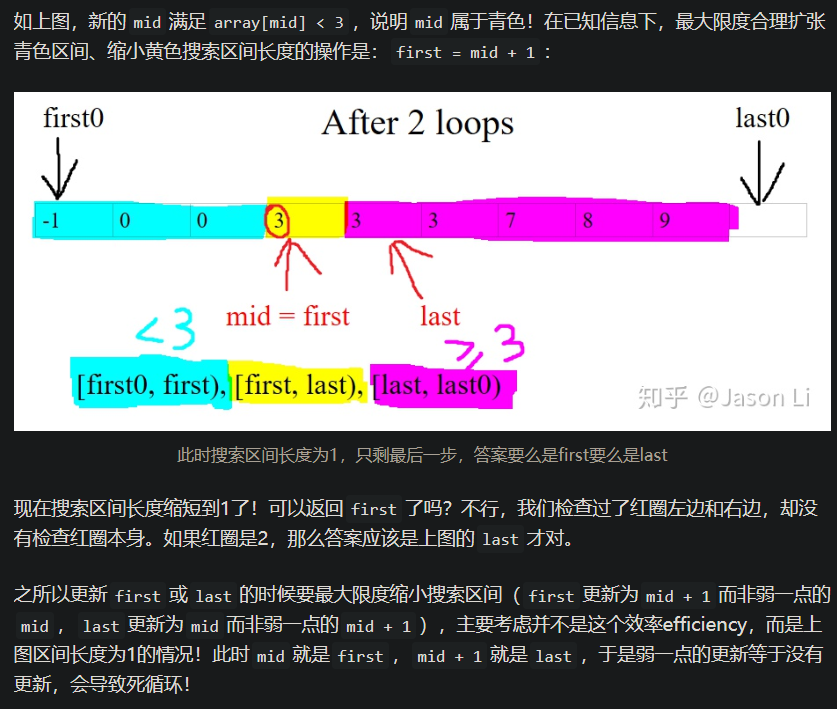 如上图，新的 mid 满足 array[mid] < 3 ，说明 mid 属于青色！在已知信息下，最大限度合理扩张
青色区间、缩小黄色搜索区间长度的操作是： first = mid + 1 ：
first0
After 2 loops
last0
-1 0 0 3 3 3 7 8 9
mid = first
last
<3
≥3
[first0, first), [first, last), [last, last0)
知乎 @Jason Li
此时搜索区间长度为1，只剩最后一步，答案要么是first要么是last
现在搜索区间长度缩短到1了！可以返回 first 了吗？不行，我们检查过了红圈左边和右边，却没
有检查红圈本身。如果红圈是2，那么答案应该是上图的 last 才对。
之所以更新 first 或 last 的时候要最大限度缩小搜索区间（ first 更新为 mid + 1 而非弱一点的
mid ， last 更新为 mid 而非弱一点的 mid + 1 ），主要考虑并不是这个效率efficiency，而是上
图区间长度为1的情况！此时 mid 就是 first ， mid + 1 就是 last ，于是弱一点的更新等于没有
更新，会导致死循环！